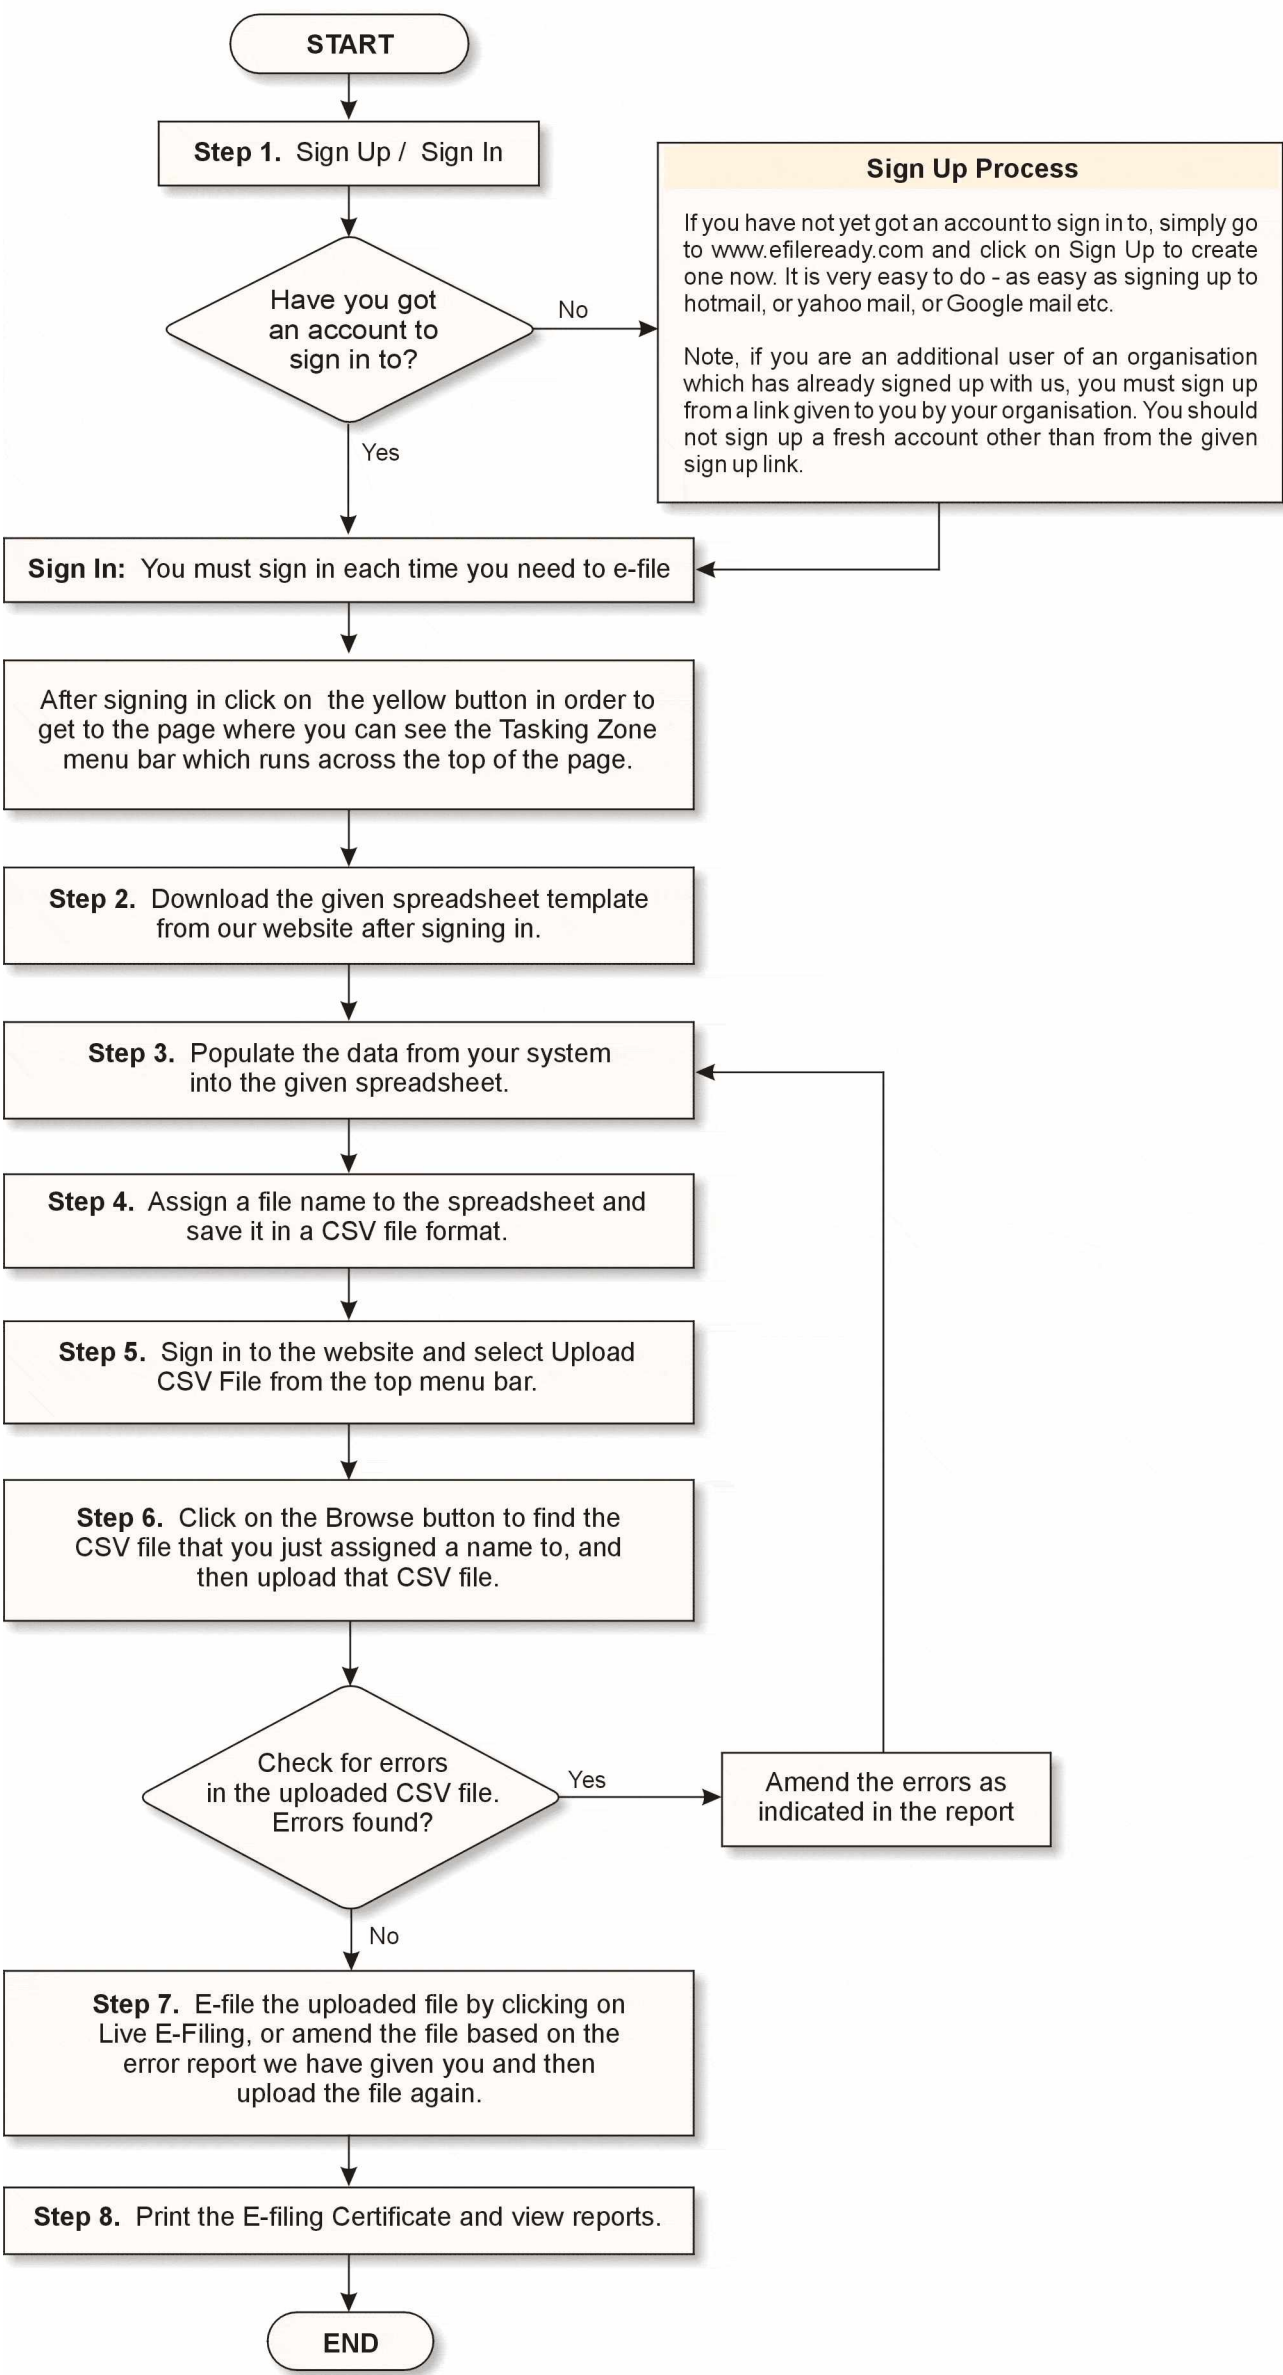 START
Step 1. Sign Up / Sign In
Have you got
an account to
sign in to?
No
Sign Up Process
If you have not yet got an account to sign in to, simply go
to www.efileready.com and click on Sign Up to create
one now. It is very easy to do - as easy as signing up to
hotmail, or yahoo mail, or Google mail etc.
Note, if you are an additional user of an organisation
which has already signed up with us, you must sign up
from a link given to you by your organisation. You should
not sign up a fresh account other than from the given
sign up link.
Yes
Sign In: You must sign in each time you need to e-file
After signing in click on the yellow button in order to
get to the page where you can see the Tasking Zone
menu bar which runs across the top of the page.
Step 2. Download the given spreadsheet template
from our website after signing in.
Step 3. Populate the data from your system
into the given spreadsheet.
Step 4. Assign a file name to the spreadsheet and
save it in a CSV file format.
Step 5. Sign in to the website and select Upload
CSV File from the top menu bar.
Step 6. Click on the Browse button to find the
CSV file that you just assigned a name to, and
then upload that CSV file.
Check for errors
in the uploaded CSV file.
Errors found?
Yes
Amend the errors as
indicated in the report
No
Step 7. E-file the uploaded file by clicking on
Live E-Filing, or amend the file based on the
error report we have given you and then
upload the file again.
Step 8. Print the E-filing Certificate and view reports.
END